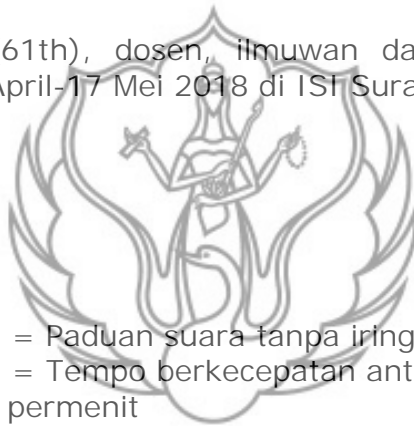 61th), dosen, ilmuwan da
April-17 Mei 2018 di ISI Sura
= Paduan suara tanpa iring
= Tempo berkecepatan ant
permenit